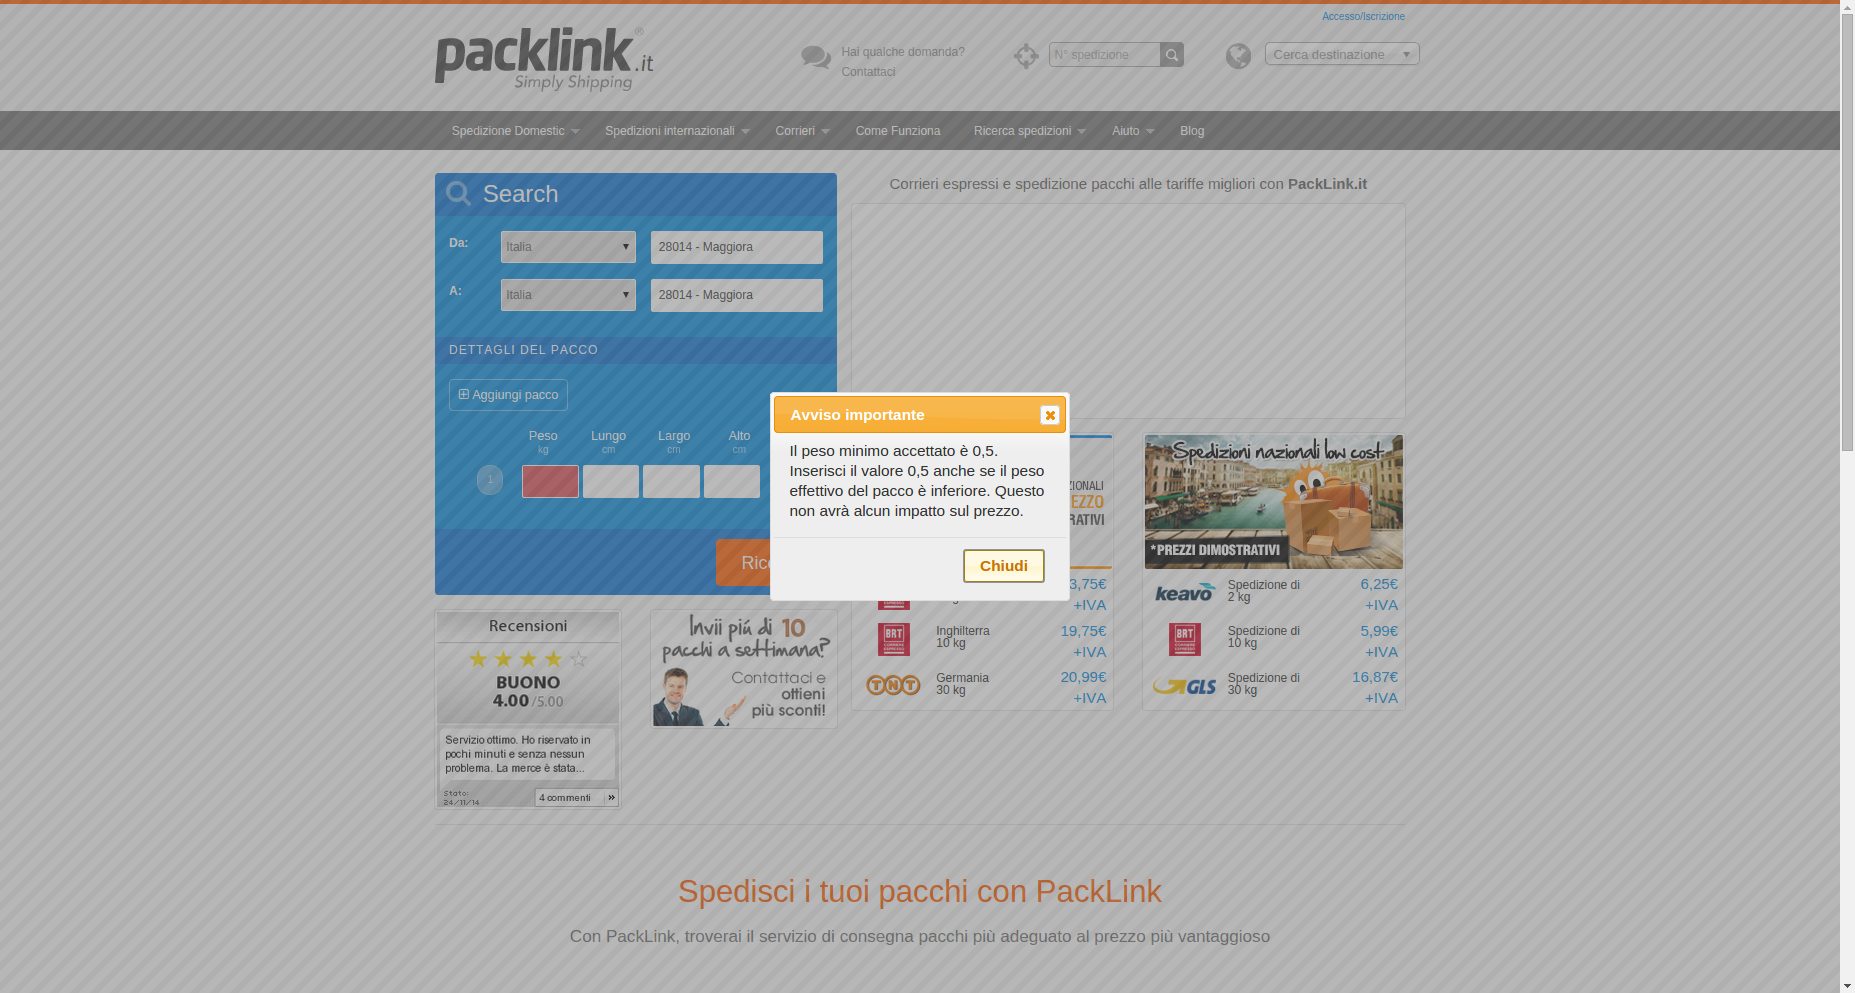 Accesso/Iscrizione
packlink.it
®
Simply Shipping
Hai qualche domanda?
Contattaci
N° spedizione
Cerca destinazione
Spedizione Domestic
Spedizioni internazionali
Corrieri
Come Funziona
Ricerca spedizioni
Aiuto
Blog
Search
Da:
Italia
28014 - Maggiora
A:
Italia
28014 - Maggiora
DETTAGLI DEL PACCO
Aggiungi pacco
Peso
kg
Lungo
cm
Largo
cm
Alto
cm
1
Corrieri espressi e spedizione pacchi alle tariffe migliori con PackLink.it
Avviso importante
Il peso minimo accettato è 0,5.
Inserisci il valore 0,5 anche se il peso
effettivo del pacco è inferiore. Questo
non avrà alcun impatto sul prezzo.
Chiudi
3,75€
+IVA
BRT
CORRIERE
ESPRESSO
Inghilterra
10 kg
19,75€
+IVA
TNT
Germania
30 kg
20,99€
+IVA
Spedizioni nazionali low cost
*PREZZI DIMOSTRATIVI
keavo
Spedizione di
2 kg
6,25€
+IVA
BRT
CORRIERE
ESPRESSO
Spedizione di
10 kg
5,99€
+IVA
GLS
Spedizione di
30 kg
16,87€
+IVA
Recensioni
BUONO
4.00 /5.00
Servizio ottimo. Ho riservato in
pochi minuti e senza nessun
problema. La merce è stata...
Stato:
24/11/14
4 commenti »
Invii piú di 10
pacchi a settimana?
Contattaci e
ottieni
più sconti!
Spedisci i tuoi pacchi con PackLink
Con PackLink, troverai il servizio di consegna pacchi più adeguato al prezzo più vantaggioso